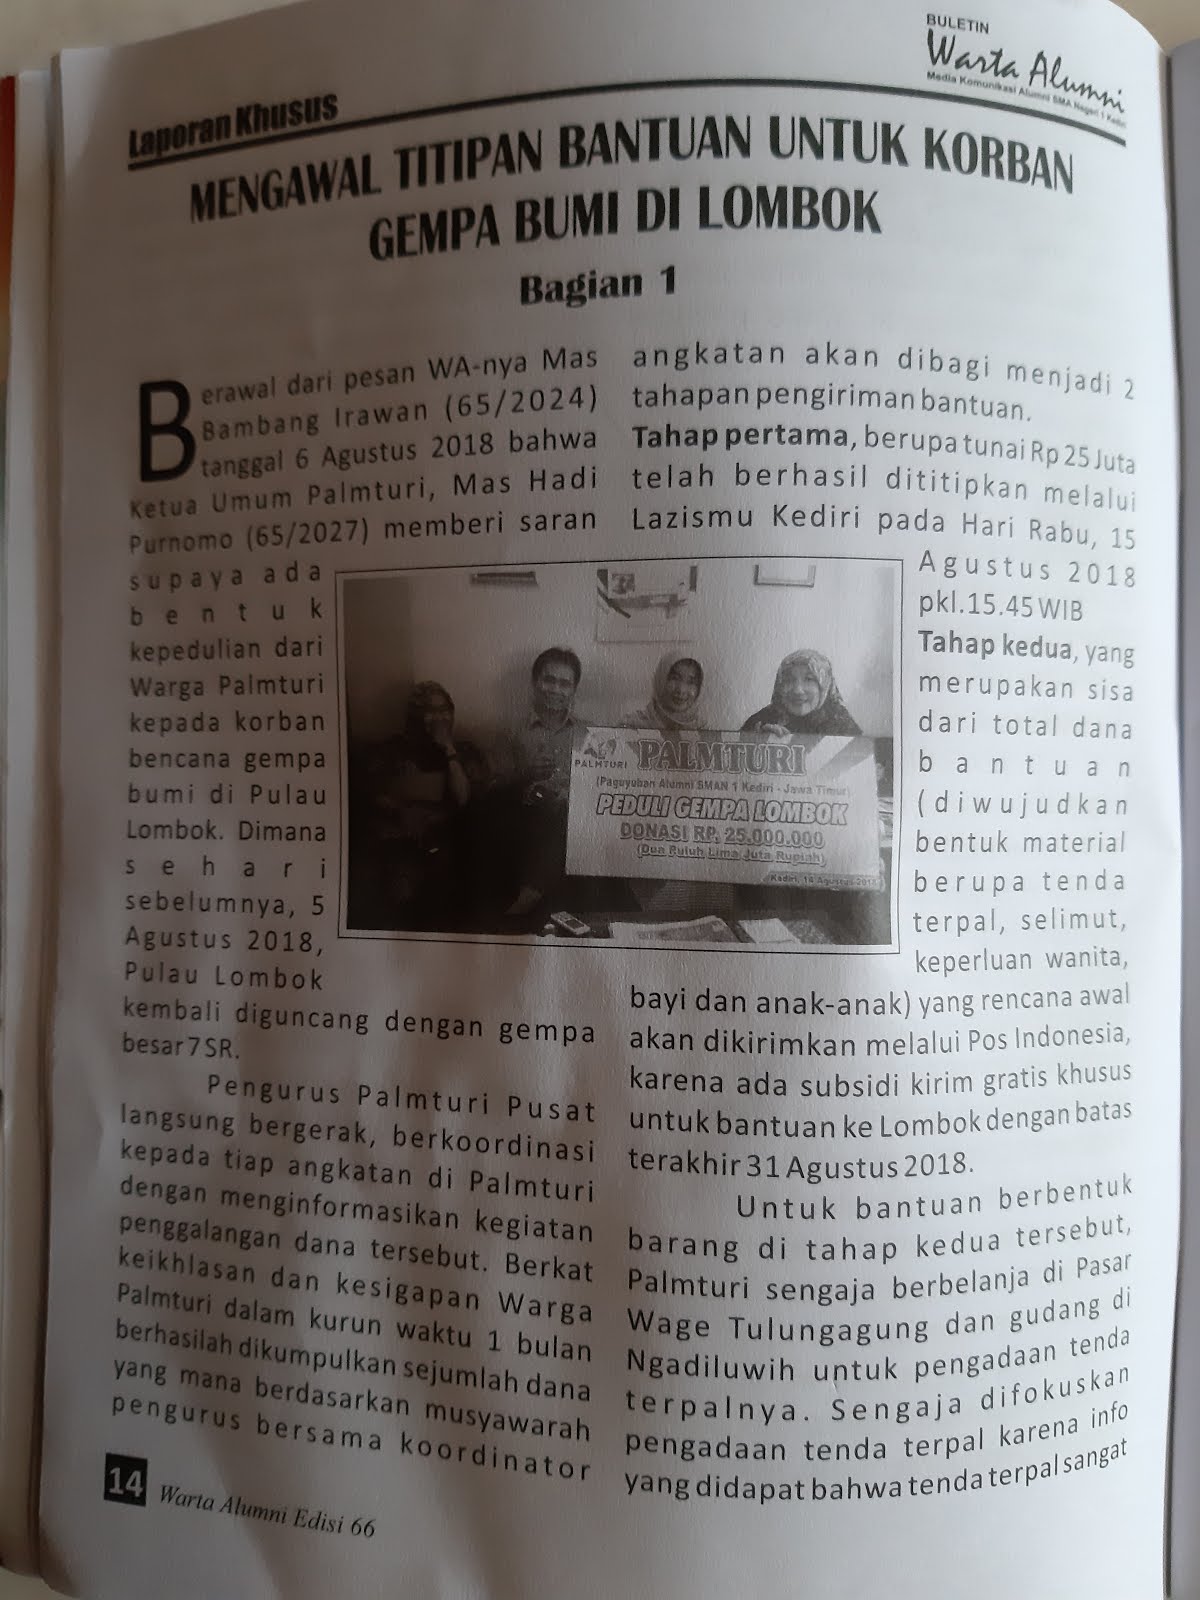 BULETIN
Warta Alumni
Media Komunikasi Alumni SMA Negeri 1 Kediri
Laporan Khusus
MENGAWAL TITIPAN BANTUAN UNTUK KORBAN
GEMPA BUMI DI LOMBOK
Bagian 1
Berawal dari pesan WA-nya Mas
Bambang Irawan (65/2024)
tanggal 6 Agustus 2018 bahwa
Ketua Umum Palmturi, Mas Hadi
Purnomo (65/2027) memberi saran
supaya ada
bentuk
kepedulian dari
Warga Palmturi
kepada korban
bencana gempa
bumi di Pulau
Lombok. Dimana
sehari
sebelumnya, 5
Agustus 2018,
Pulau Lombok
kembali diguncang dengan gempa
besar 7 SR.
Pengurus Palmturi Pusat
langsung bergerak, berkoordinasi
kepada tiap angkatan di Palmturi
dengan menginformasikan kegiatan
penggalangan dana tersebut. Berkat
keikhlasan dan kesigapan Warga
Palmturi dalam kurun waktu 1 bulan
berhasilah dikumpulkan sejumlah dana
yang mana berdasarkan musyawarah
pengurus bersama koordinator
angkatan akan dibagi menjadi 2
tahapan pengiriman bantuan.
Tahap pertama, berupa tunai Rp 25 Juta
telah berhasil dititipkan melalui
Lazismu Kediri pada Hari Rabu, 15
Agustus 2018
pkl.15.45 WIB
Tahap kedua, yang
merupakan sisa
dari total dana
bantuan
(diwujudkan
bentuk material
berupa tenda
terpal, selimut,
keperluan wanita,
bayi dan anak-anak) yang rencana awal
akan dikirimkan melalui Pos Indonesia,
karena ada subsidi kirim gratis khusus
untuk bantuan ke Lombok dengan batas
terakhir 31 Agustus 2018.
Untuk bantuan berbentuk
barang di tahap kedua tersebut,
Palmturi sengaja berbelanja di Pasar
Wage Tulungagung dan gudang di
Ngadiluwih untuk pengadaan tenda
terpalnya. Sengaja difokuskan
pengadaan tenda terpal karena info
yang didapat bahwa tenda terpal sangat
PALMTURI
PALMTURI
(Paguyuban Alumni SMAN 1 Kediri - Jawa Timur)
PEDULI GEMPA LOMBOK
DONASI RP. 25.000.000
(Dua Puluh Lima Juta Rupiah)
Kediri, Agustus 2018
14
Warta Alumni Edisi 66